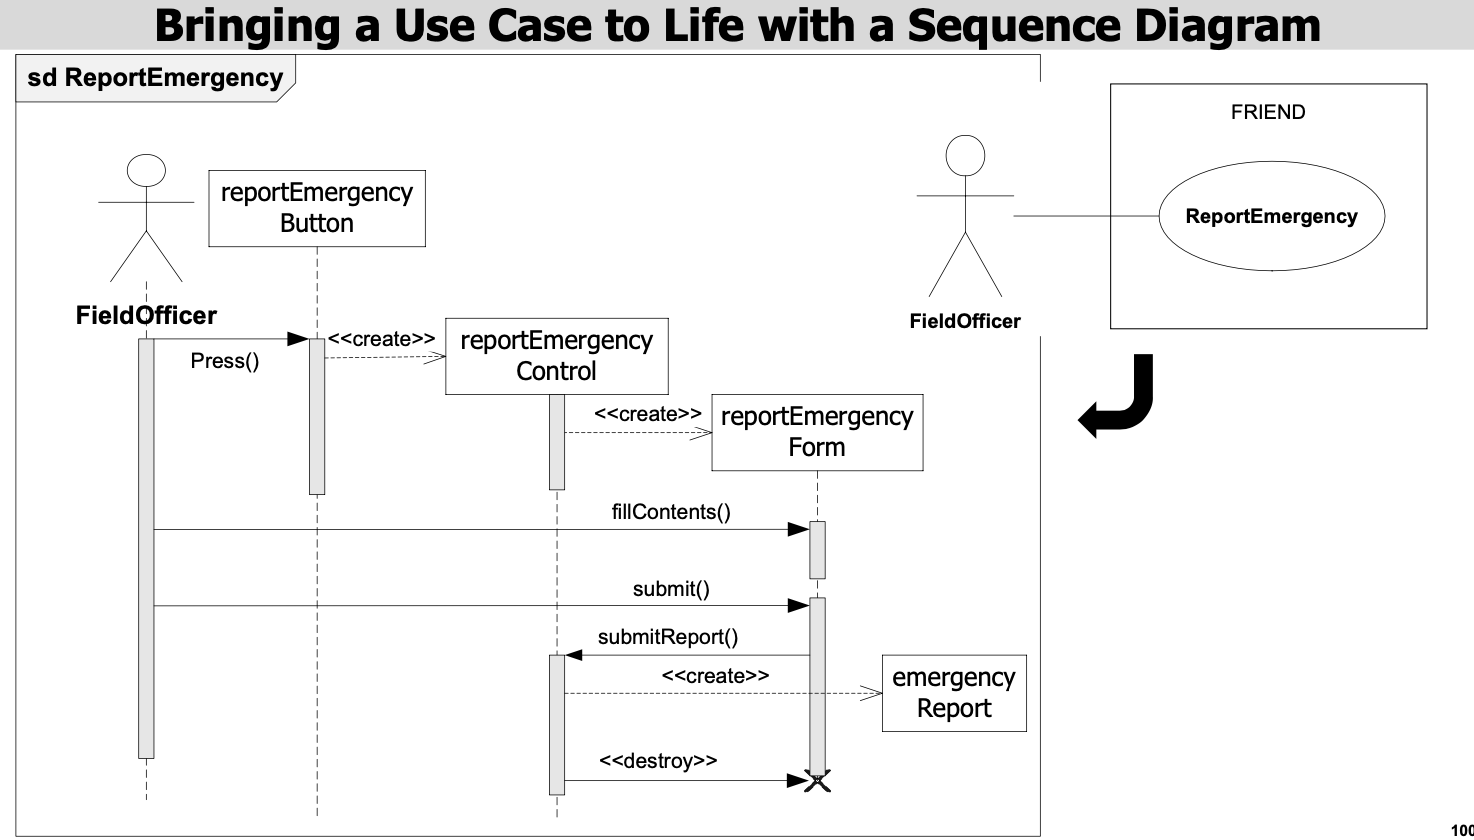 Bringing a Use Case to Life with a Sequence Diagram
sd ReportEmergency
FRIEND
ReportEmergency
FieldOfficer
reportEmergency
Button
FieldOfficer
Press()
<<create>>
reportEmergency
Control
<<create>>
reportEmergency
Form
fillContents()
submit()
submitReport()
<<create>>
emergency
Report
<<destroy>>
100